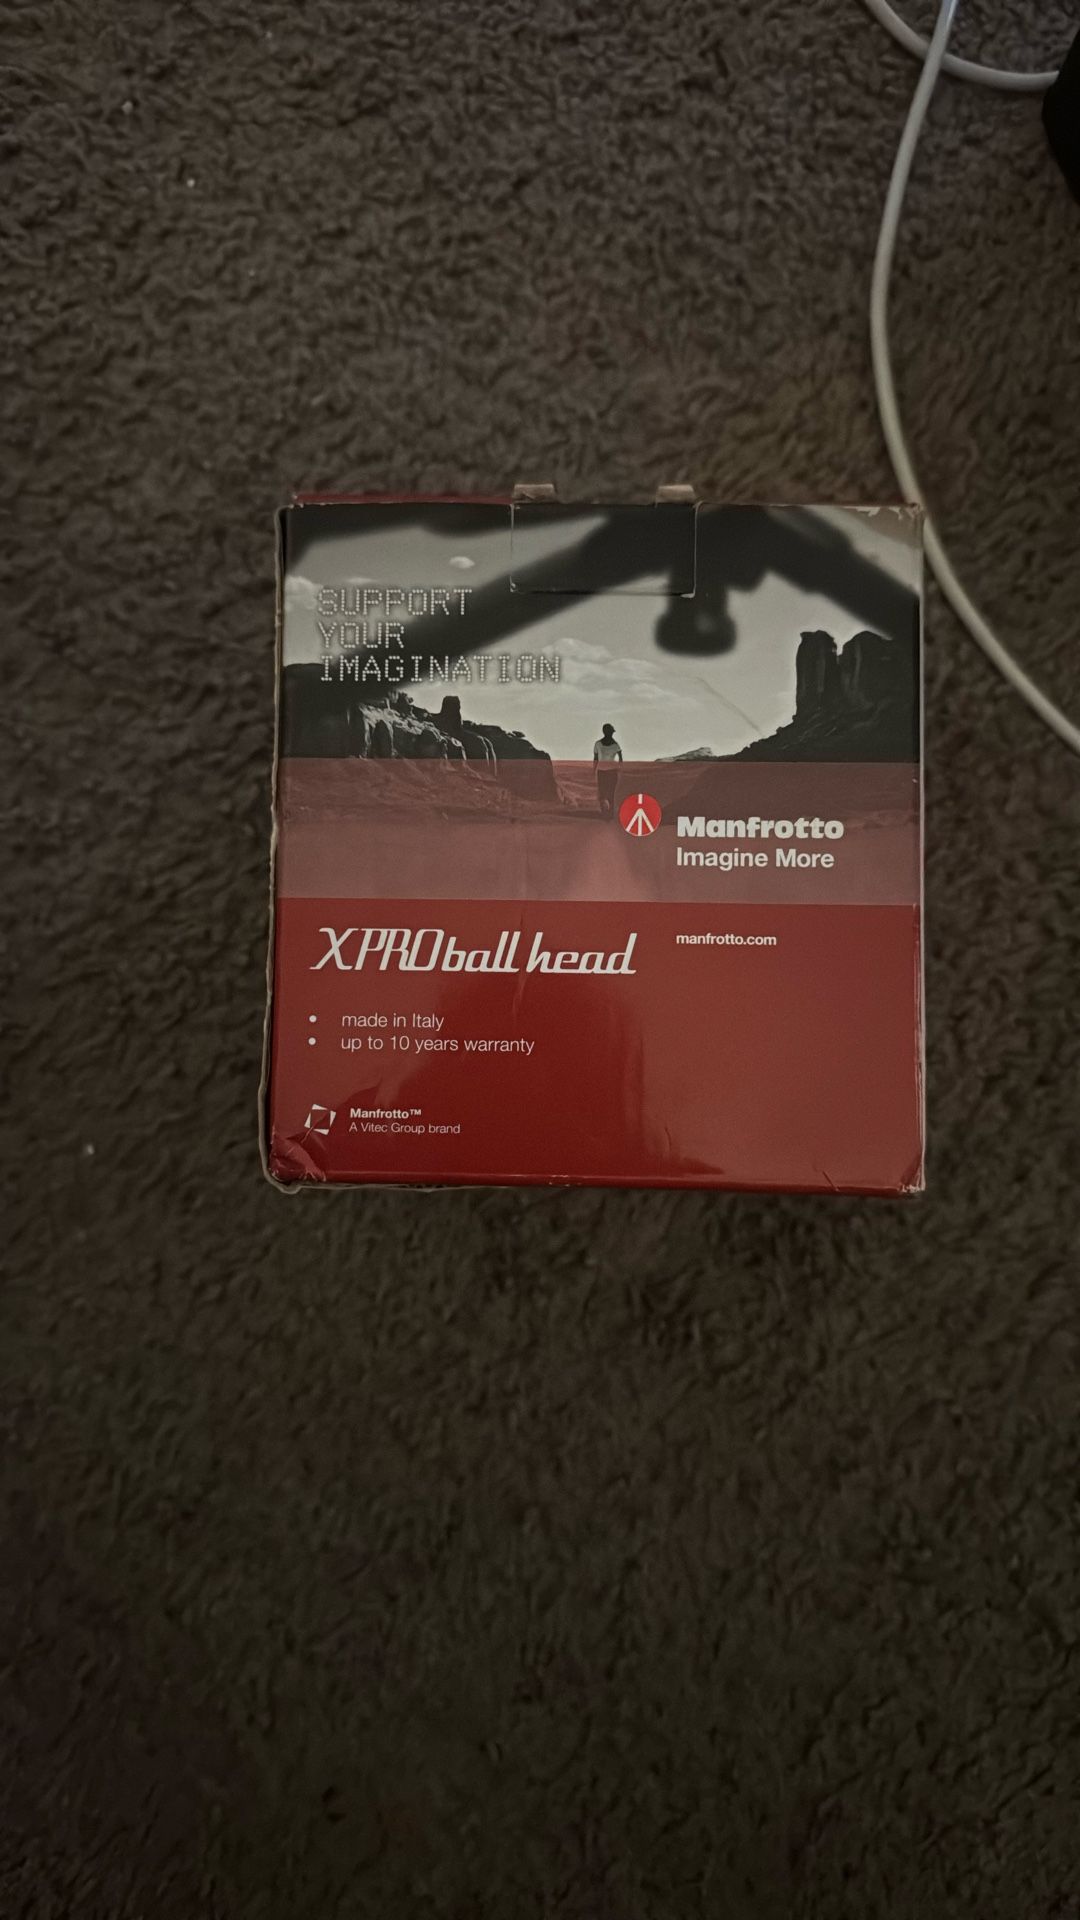 SUPPORT
YOUR
IMAGINATION
Manfrotto
Imagine More
XPRO ball head
manfrotto.com
• made in Italy
• up to 10 years warranty
Manfrotto™
A Vitec Group brand